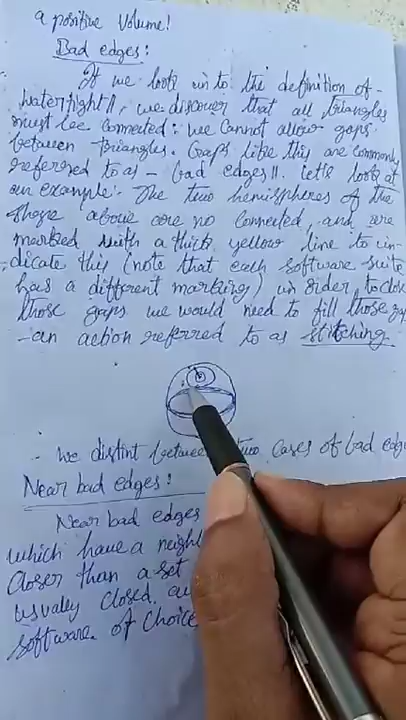 a positive volume!
Bad edges:
If we look in to the definition of -
watertight", we discover that all triangles
must be connected: we cannot allow gaps
between triangles. Gaps like this are commonly
referred to as - bad edges". let's look at
an example: The two hemispheres of the
above are no connected, and are
marked with a thick yellow line to in-
dicate this (note that each software suite
has a different marking) in order to close
those gaps we would need to fill those
-an action referred to as stitching.
- we distint between two cases of bad
Near bad edges:
Near bad edges
which have a
closer than a set
usualey closed.
software of choice